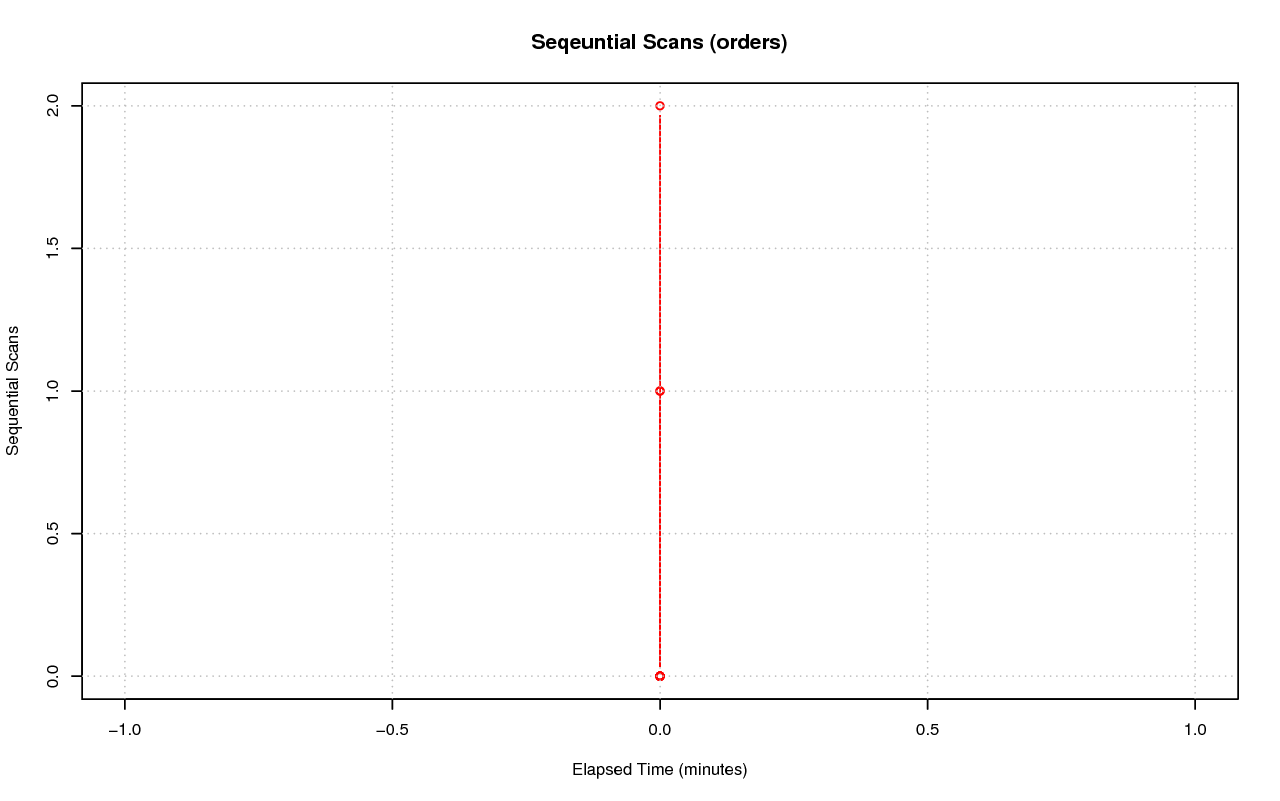 Seqeuntial Scans (orders)
Sequential Scans
2.0
1.5
1.0
0.5
0.0
−1.0 −0.5 0.0 0.5 1.0
Elapsed Time (minutes)